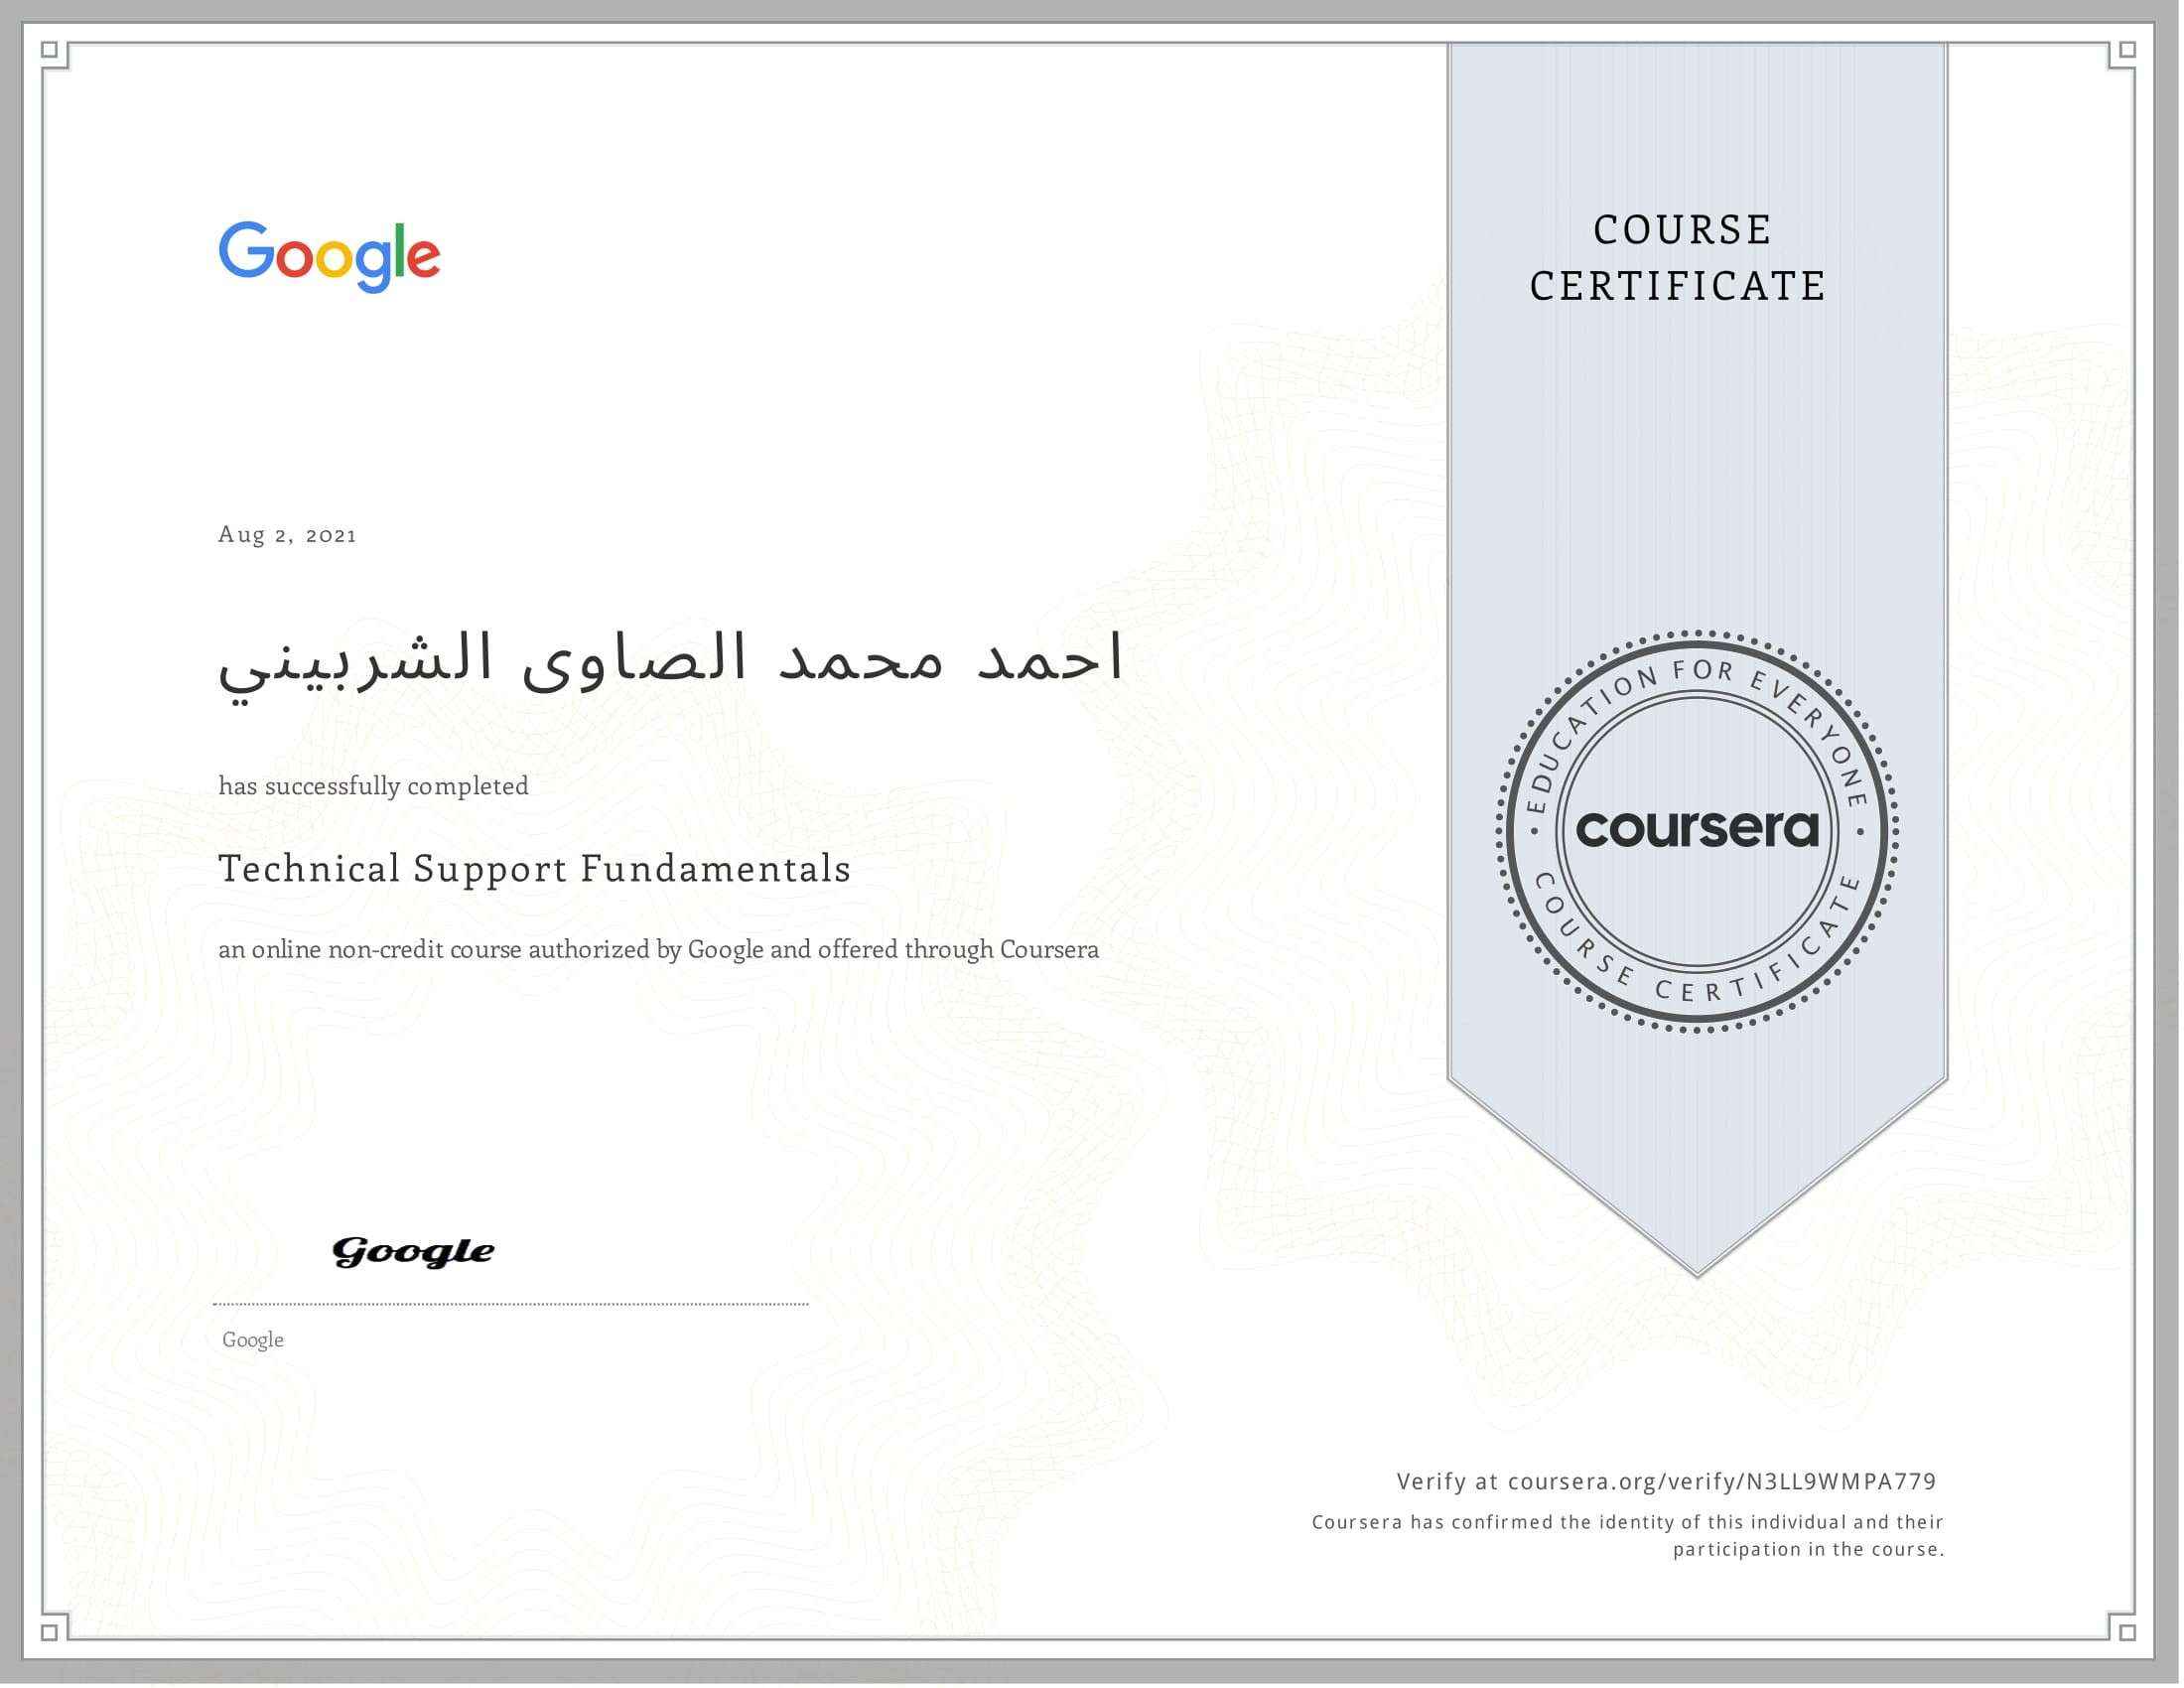 Google
COURSE
CERTIFICATE
Aug 2, 2021
احمد محمد الصاوى الشربيني
has successfully completed
Technical Support Fundamentals
an online non-credit course authorized by Google and offered through Coursera
EDUCATION FOR EVERYONE
coursera
COURSE CERTIFICATE
Google
Google
Verify at coursera.org/verify/N3LL9WMPA779
Coursera has confirmed the identity of this individual and their
participation in the course.